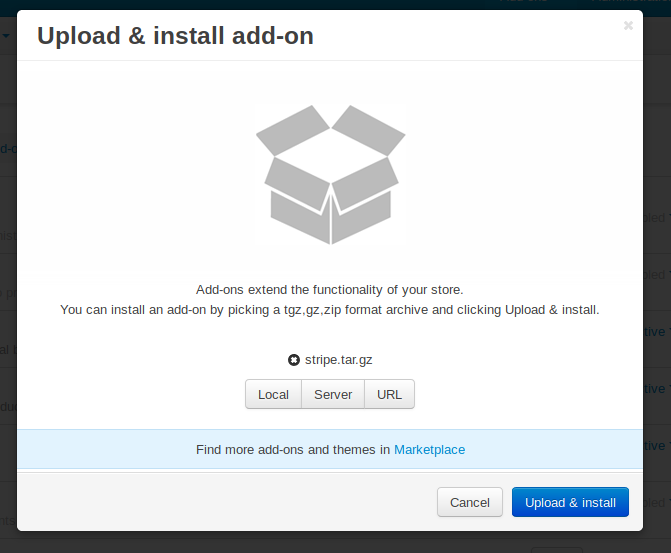 Upload & install add-on
Add-ons extend the functionality of your store.
You can install an add-on by picking a tgz,gz,zip format archive and clicking Upload & install.
stripe.tar.gz
Local Server URL
Find more add-ons and themes in Marketplace
Cancel Upload & install